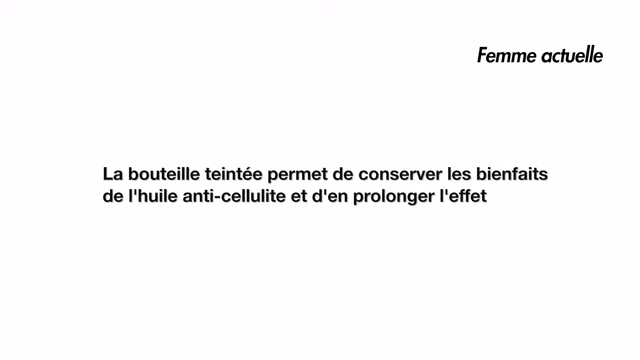 Femme actuelle
La bouteille teintée permet de conserver les bienfaits
de l'huile anti-cellulite et d'en prolonger l'effet